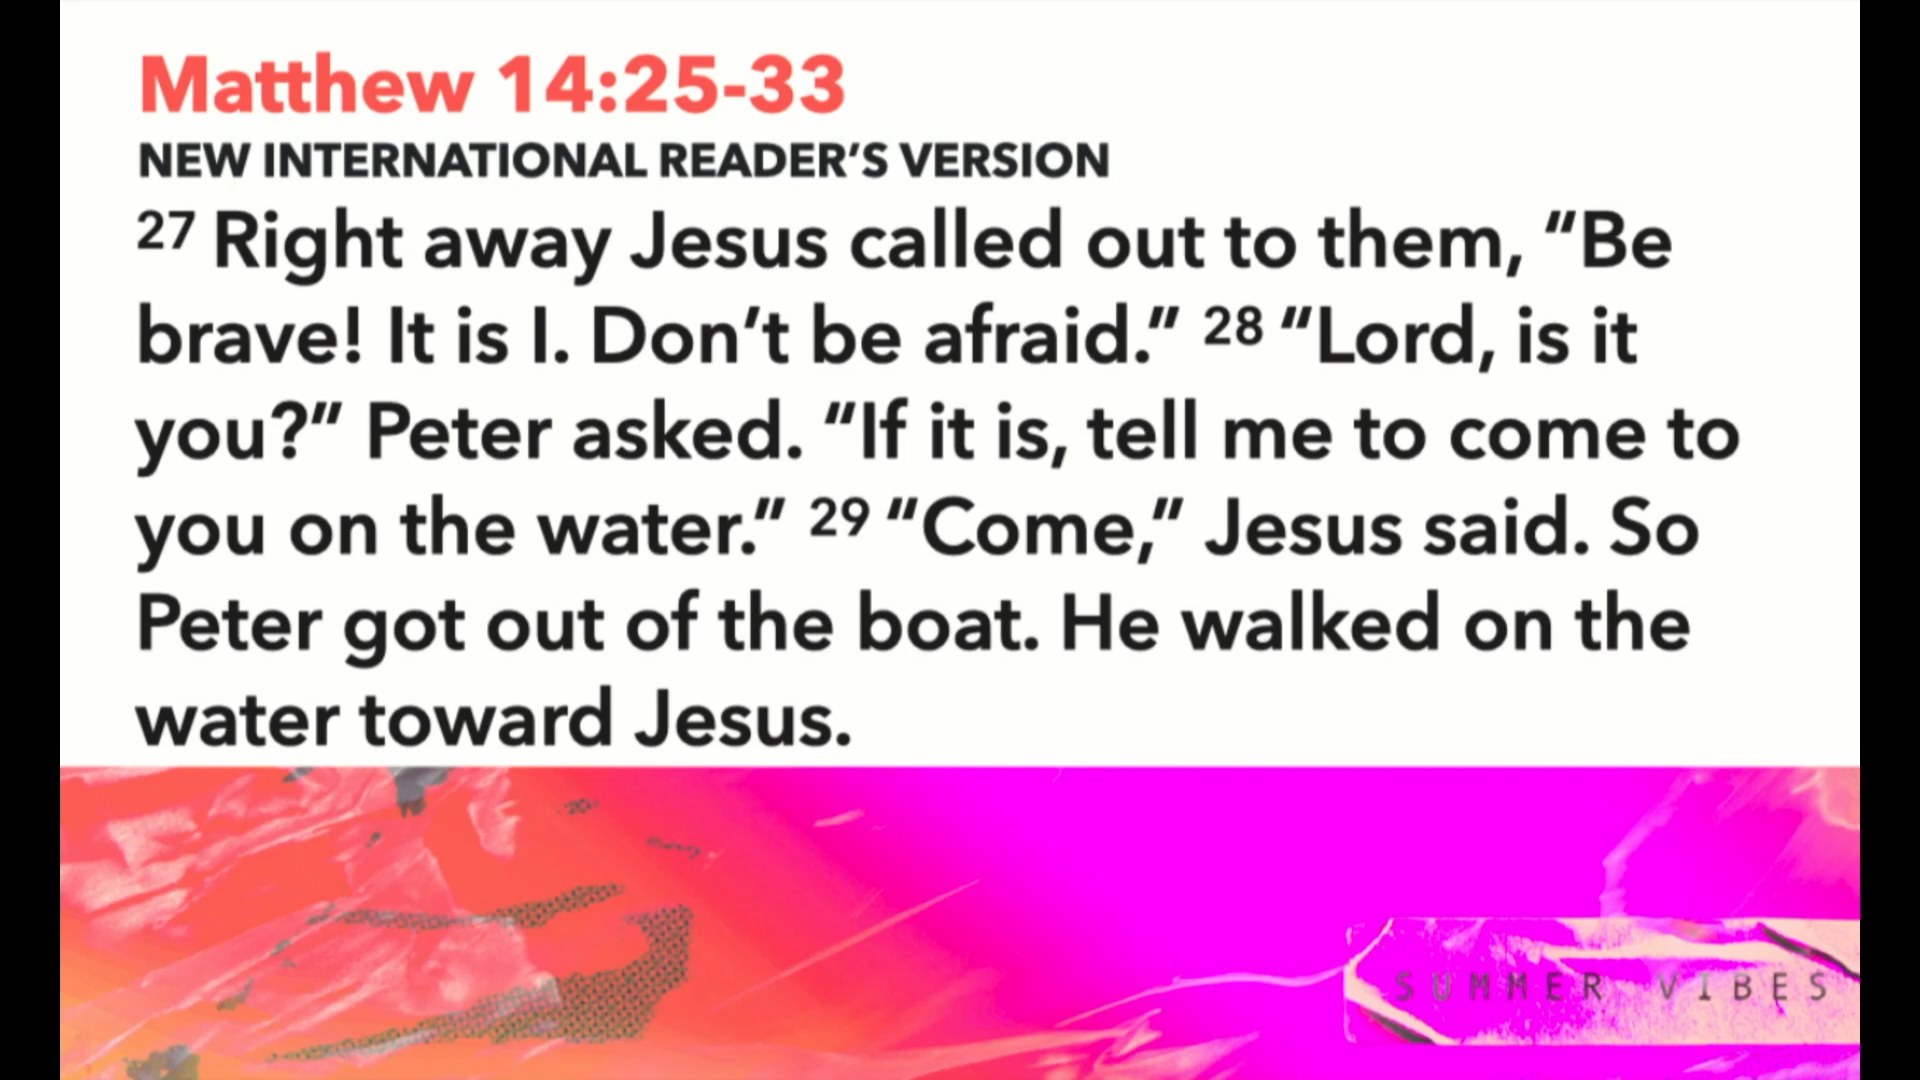 Matthew 14:25-33
NEW INTERNATIONAL READER’S VERSION
27 Right away Jesus called out to them, “Be
brave! It is I. Don’t be afraid.” 28 “Lord, is it
you?” Peter asked. “If it is, tell me to come to
you on the water.” 29 “Come,” Jesus said. So
Peter got out of the boat. He walked on the
water toward Jesus.
SUMMER VIBES